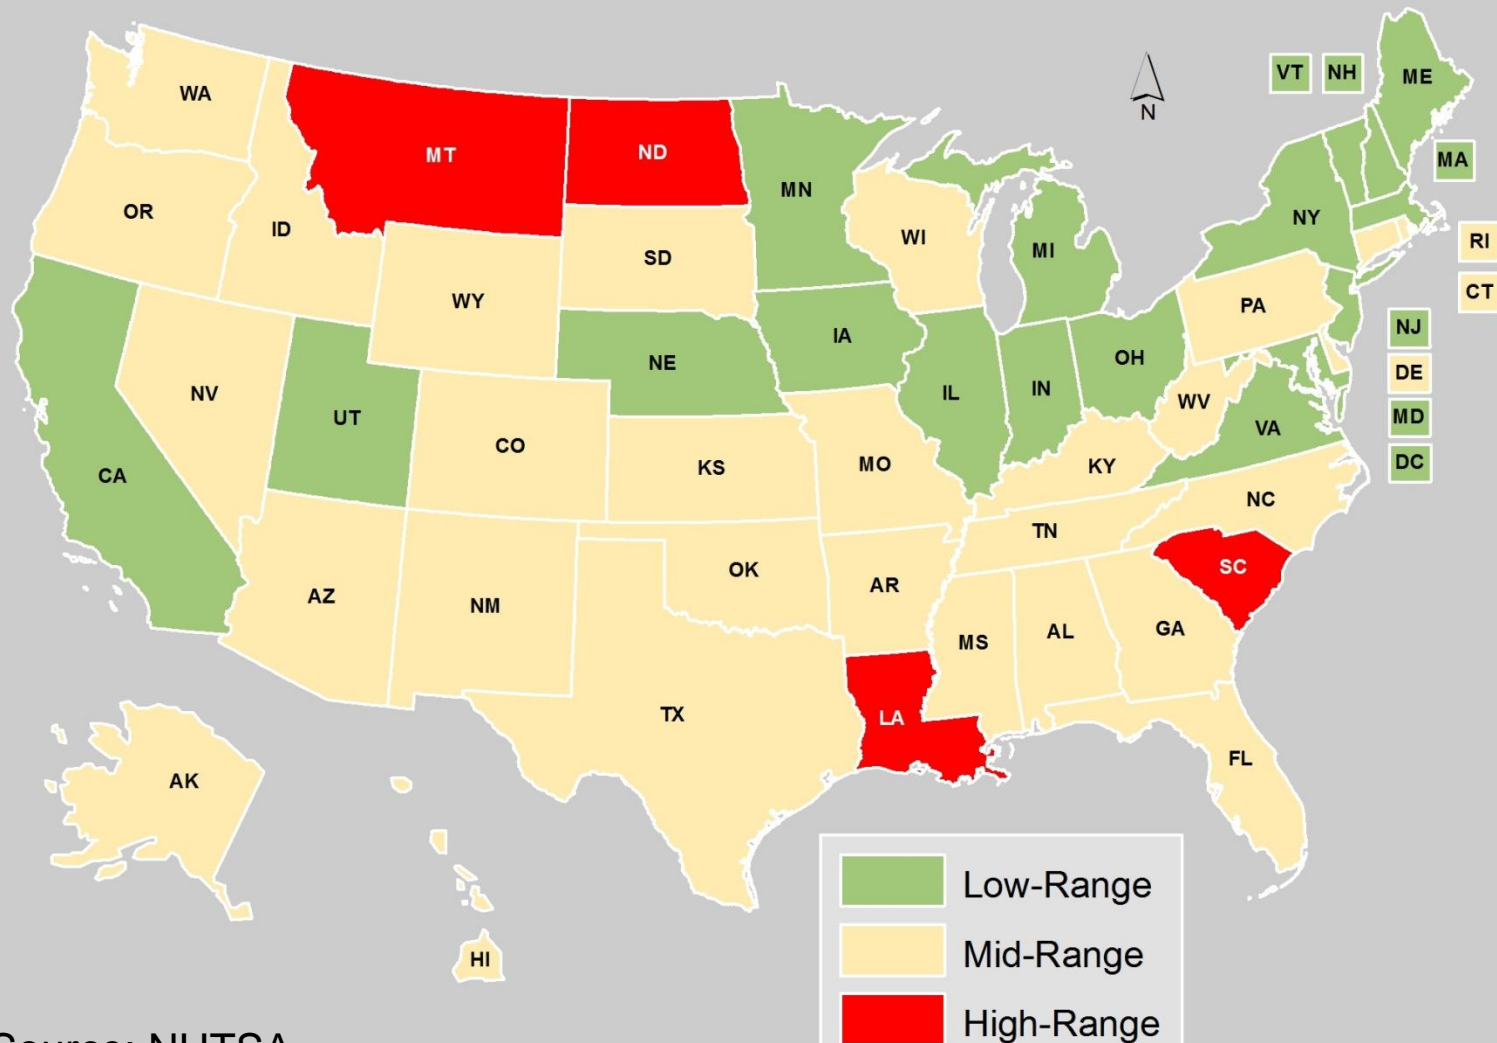 VT NH ME
WA
MT ND
MA
MN
OR
NY
ID
WI
RI
MI
SD
CT
WY
PA
NJ
IA
OH
NE
DE
IN
NV
IL
WV
UT
MD
VA
CO
DC
MO
KS
KY
CA
NC
TN
SC
OK
AR
AZ
NM
GA
AL
MS
TX
LA
FL
AK
HI
N
Low-Range
Mid-Range
High-Range
Source: NHTSA